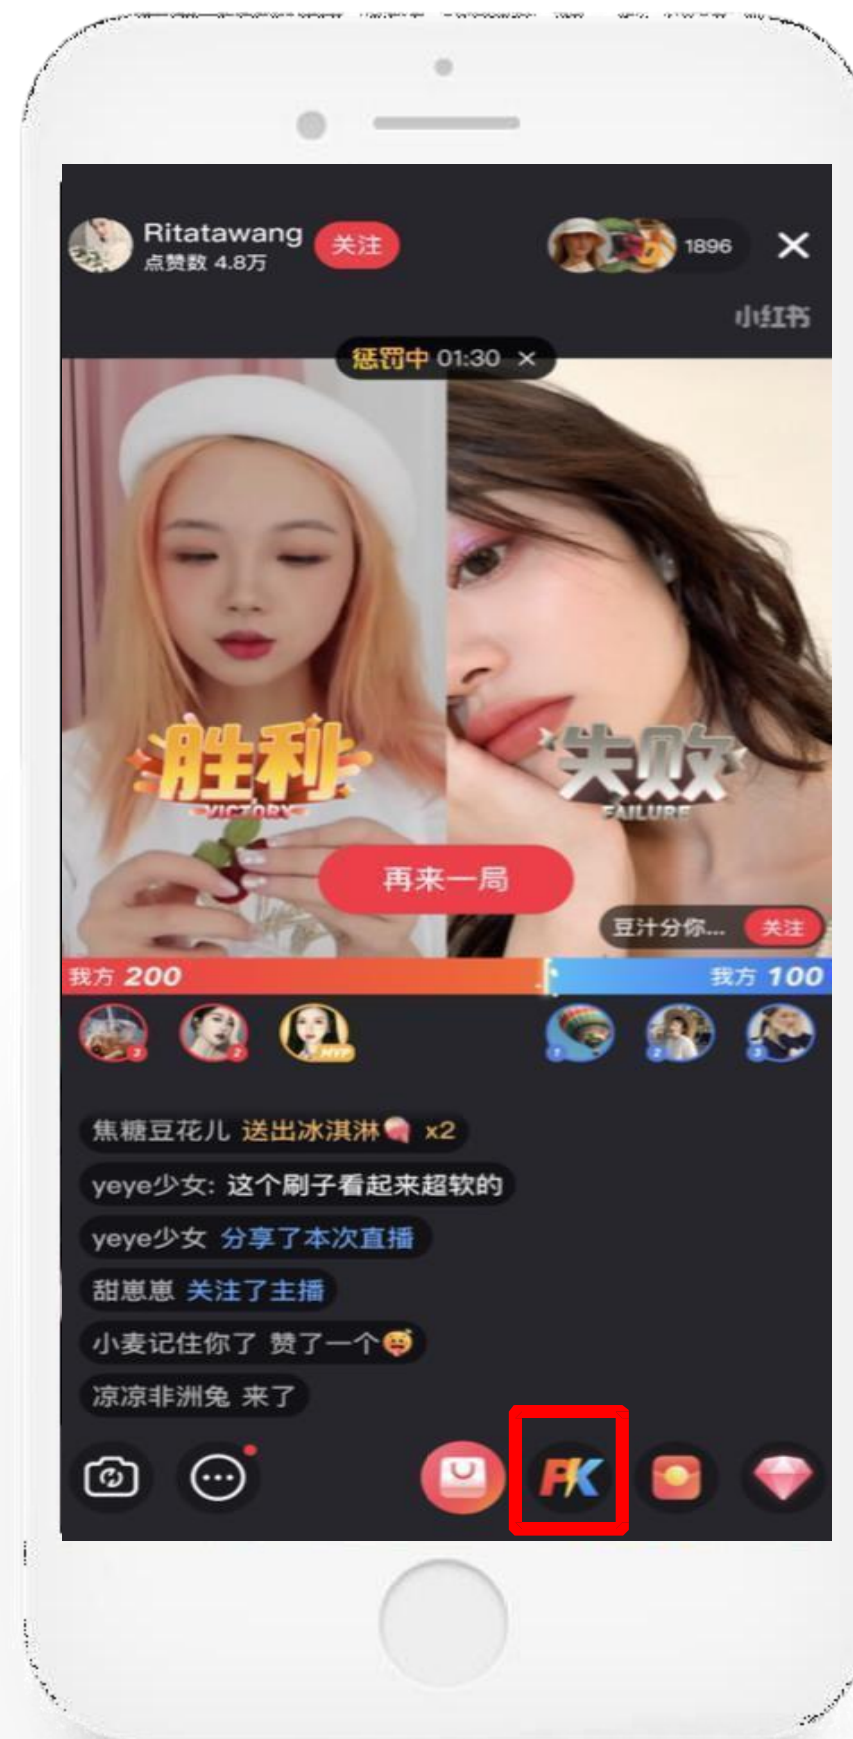 Ritatawang 关注
点赞数 4.8万
1896
小红书
惩罚中 01:30 ×
胜利
VICTORY
失败
FAILURE
再来一局
豆汁分你... 关注
我方 200
我方 100
3 2 MVP 1 2 3
焦糖豆花儿 送出冰淇淋 x2
yeye少女: 这个刷子看起来超软的
yeye少女 分享了本次直播
甜崽崽 关注了主播
小麦记住你了 赞了一个
凉凉非洲兔 来了
PK